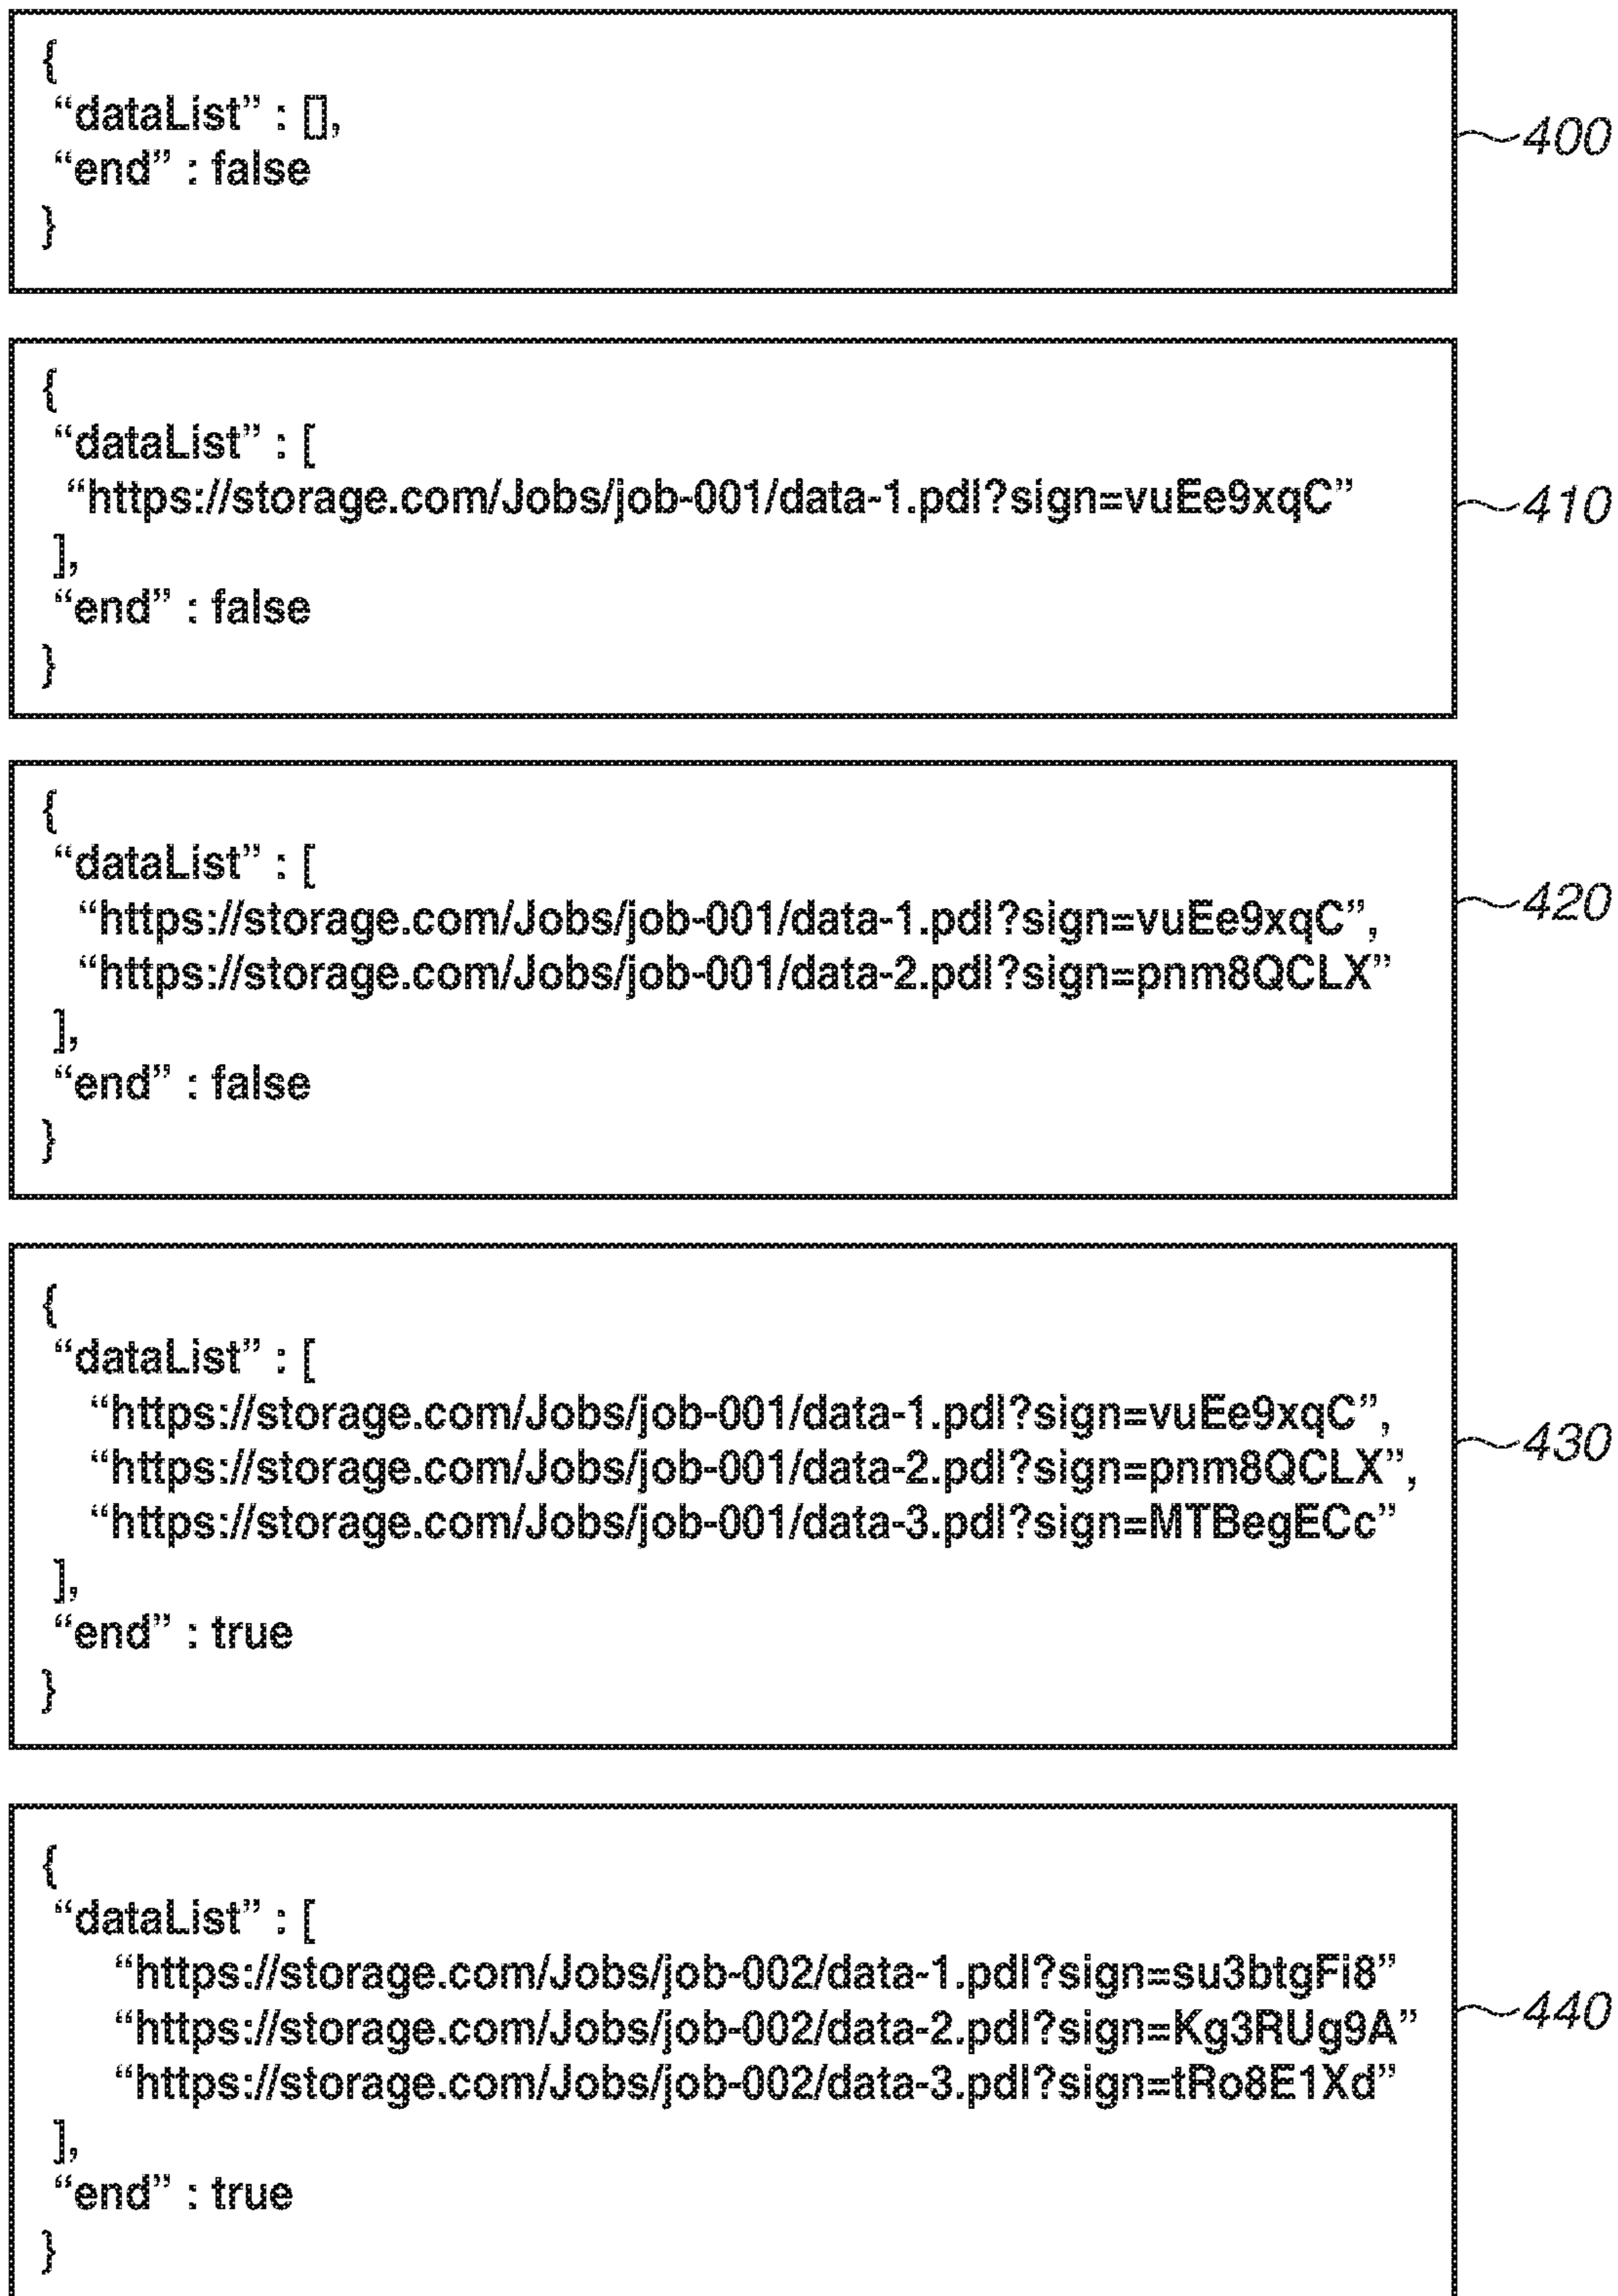 {
“dataList” : [],
“end” : false
}
400
{
“dataList” : [
“https://storage.com/Jobs/job-001/data-1.pdl?sign=vuEe9xqC”
],
“end” : false
}
410
{
“dataList” : [
“https://storage.com/Jobs/job-001/data-1.pdl?sign=vuEe9xqC”,
“https://storage.com/Jobs/job-001/data-2.pdl?sign=pnm8QCLX”
],
“end” : false
}
420
{
“dataList” : [
“https://storage.com/Jobs/job-001/data-1.pdl?sign=vuEe9xqC”,
“https://storage.com/Jobs/job-001/data-2.pdl?sign=pnm8QCLX”,
“https://storage.com/Jobs/job-001/data-3.pdl?sign=MTBegECc”
],
“end” : true
}
430
{
“dataList” : [
“https://storage.com/Jobs/job-002/data-1.pdl?sign=su3btgFi8”
“https://storage.com/Jobs/job-002/data-2.pdl?sign=Kg3RUg9A”
“https://storage.com/Jobs/job-002/data-3.pdl?sign=tRo8E1Xd”
],
“end” : true
}
440